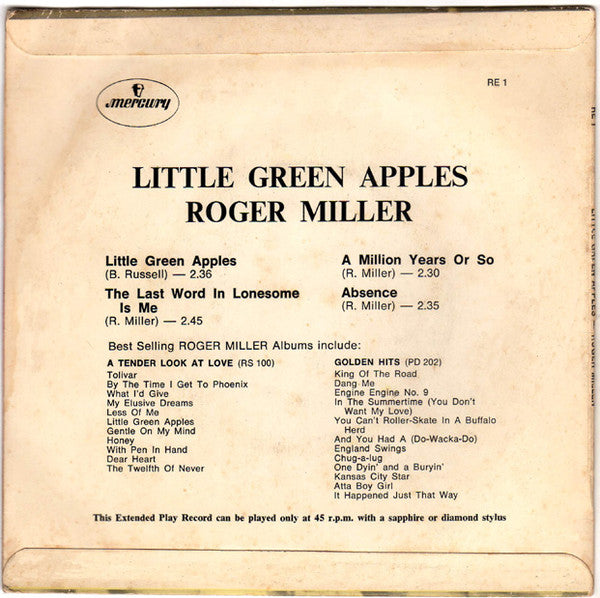 mercury
RE 1
LITTLE GREEN APPLES
ROGER MILLER
Little Green Apples
(B. Russell) — 2.36
The Last Word In Lonesome
Is Me
(R. Miller) — 2.45
A Million Years Or So
(R. Miller) — 2.30
Absence
(R. Miller) — 2.35
Best Selling ROGER MILLER Albums include:
A TENDER LOOK AT LOVE (RS 100)
Tolivar
By The Time I Get To Phoenix
What I'd Give
My Elusive Dreams
Less Of Me
Little Green Apples
Gentle On My Mind
Honey
With Pen In Hand
Dear Heart
The Twelfth Of Never
GOLDEN HITS (PD 202)
King Of The Road
Dang Me
Engine Engine No. 9
In The Summertime (You Don't
Want My Love)
You Can't Roller-Skate In A Buffalo
Herd
And You Had A (Do-Wacka-Do)
England Swings
Chug-a-lug
One Dyin' and a Buryin'
Kansas City Star
Atta Boy Girl
It Happened Just That Way
This Extended Play Record can be played only at 45 r.p.m. with a sapphire or diamond stylus
RE 1
LITTLE GREEN APPLES — ROGER MILLER